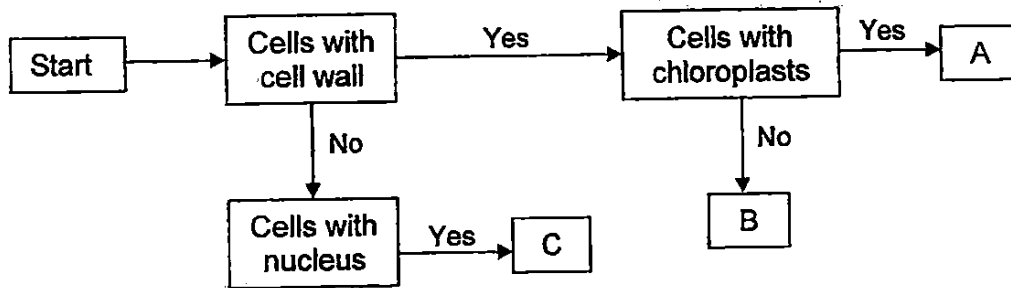 Start
Cells with
cell wall
Yes
Cells with
chloroplasts
Yes
A
No
No
B
Cells with
nucleus
Yes
C